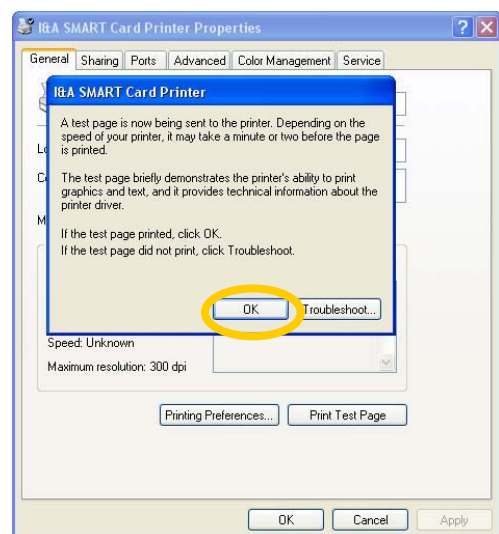 I&A SMART Card Printer Properties
General Sharing Ports Advanced Color Management Service
I&A SMART Card Printer
A test page is now being sent to the printer. Depending on the
speed of your printer, it may take a minute or two before the page
is printed.
The test page briefly demonstrates the printer's ability to print
graphics and text, and it provides technical information about the
printer driver.
If the test page printed, click OK.
If the test page did not print, click Troubleshoot.
OK Troubleshoot...
Speed: Unknown
Maximum resolution: 300 dpi
Printing Preferences... Print Test Page
OK Cancel Apply